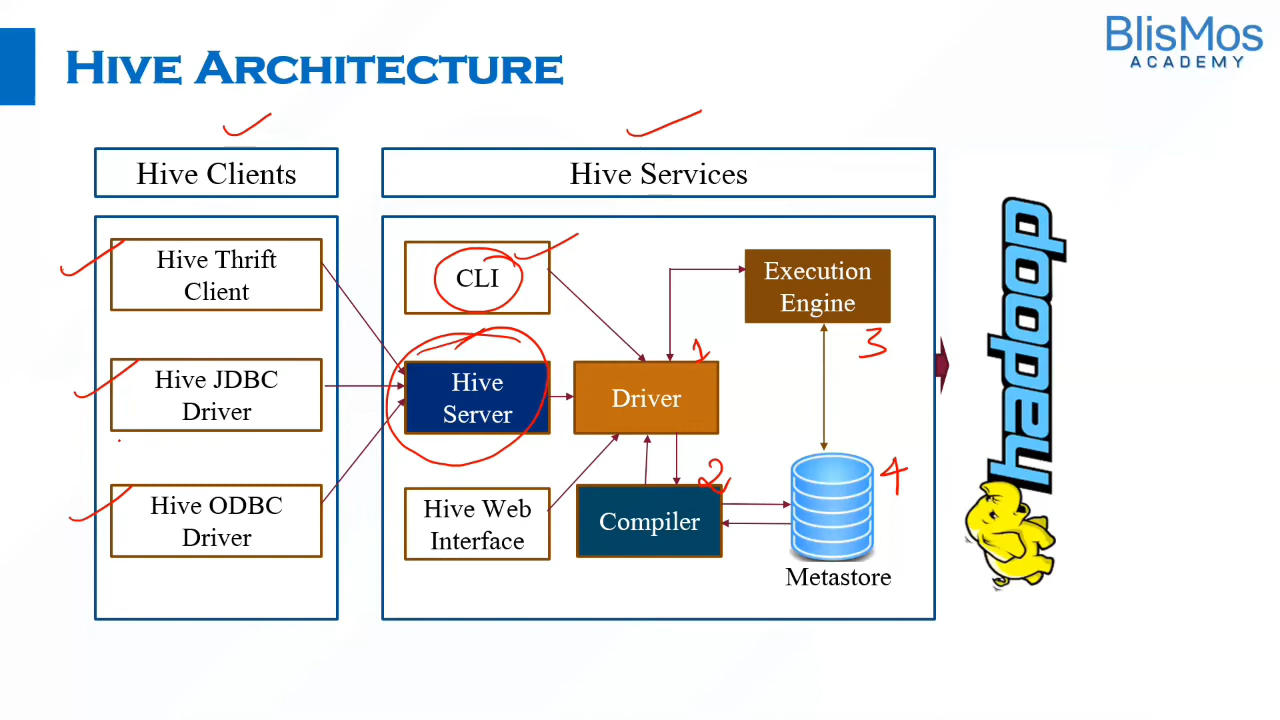 BlisMos
ACADEMY
HIVE ARCHITECTURE
Hive Clients
Hive Services
Hive Thrift
Client
Hive JDBC
Driver
Hive ODBC
Driver
CLI
Hive
Server
Hive Web
Interface
1
Driver
2
Compiler
Execution
Engine
3
4
Metastore
hadoop